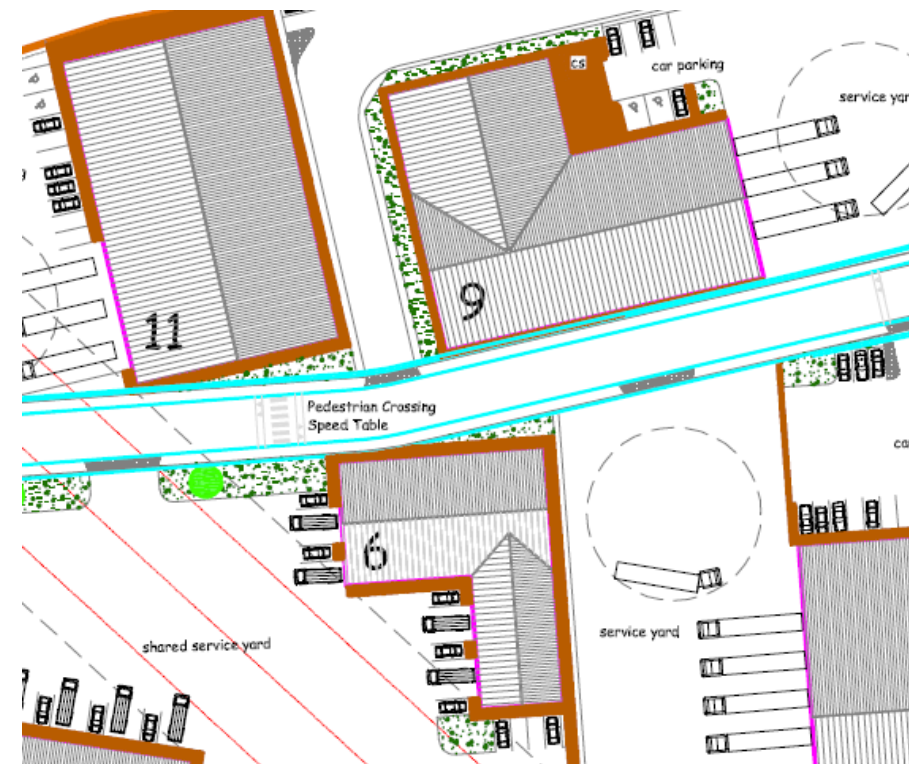 cs
car parking
service yar
9
11
Pedestrian Crossing
Speed Table
ca
6
service yard
shared service yard